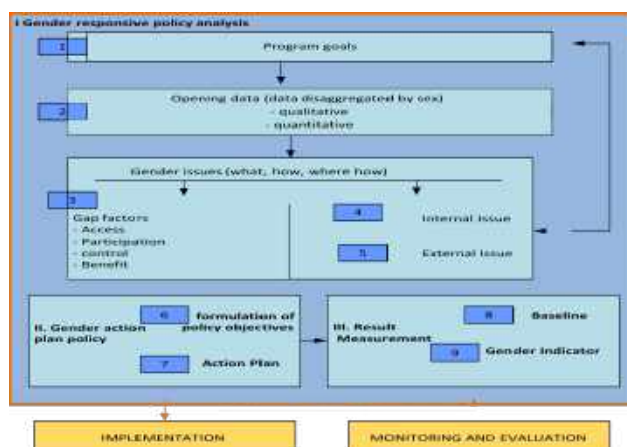 I Gender responsive policy analysis
1
Program goals
2
Opening data (data disaggregated by sex)
- qualitative
- quantitative
Gender issues (what, how, where how)
3
Gap factors
- Access
- Participation
- control
- Benefit
4
Internal Issue
5
External Issue
II. Gender action
plan policy
6
formulation of
policy objectives
7
Action Plan
III. Result
Measurement
8
Baseline
9
Gender Indicator
IMPLEMENTATION
MONITORING AND EVALUATION